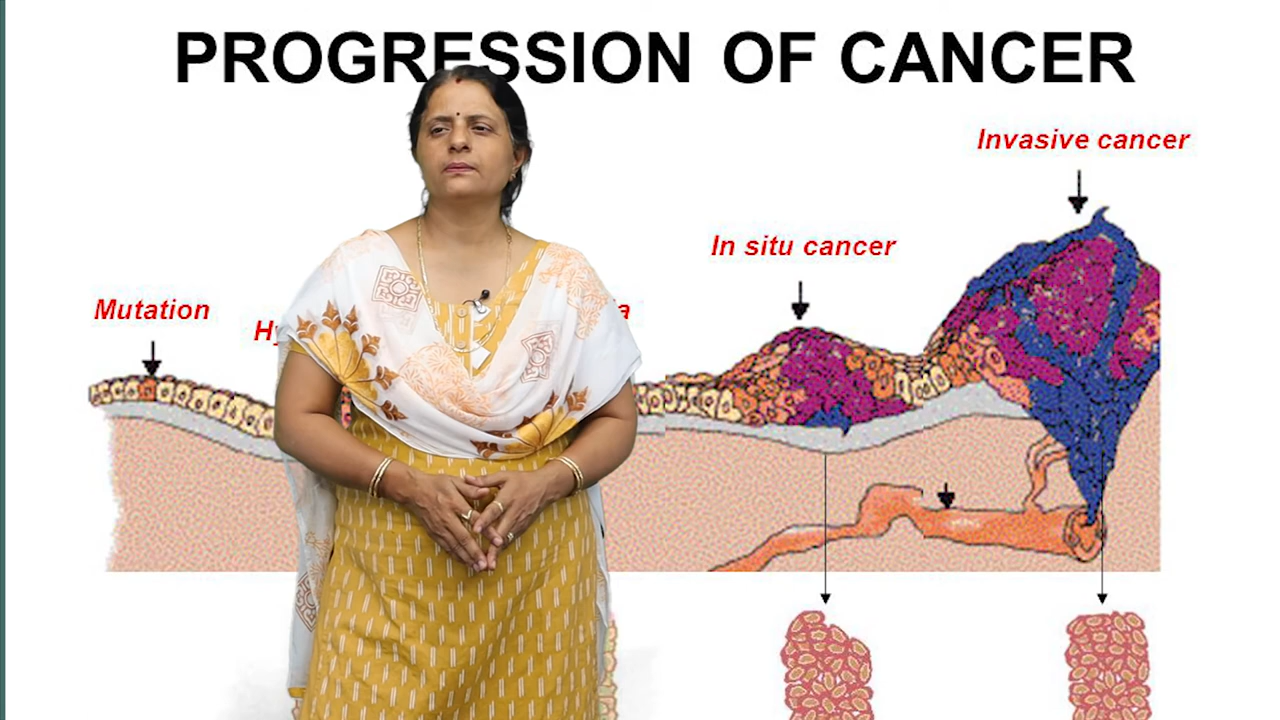 PROGRESSION OF CANCER
Invasive cancer
In situ cancer
Mutation